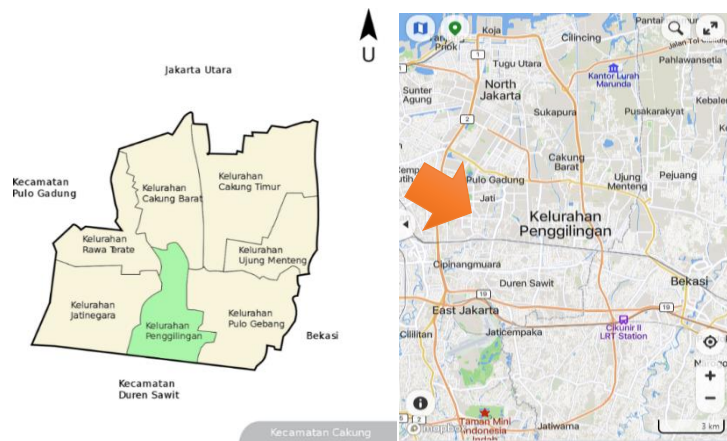 U
Jakarta Utara
Kecamatan
Pulo Gadung
Kelurahan
Cakung Barat
Kelurahan
Cakung Timur
Kelurahan
Rawa Terate
Kelurahan
Ujung Menteng
Kelurahan
Jatinegara
Kelurahan
Penggilingan
Kelurahan
Pulo Gebang
Bekasi
Kecamatan
Duren Sawit
Kecamatan Cakung
Koja
Cilincing
Priok
1
Tugu Utara
Kantor Lurah
Marunda
Pahlawansetia
Sunter
Agung
North
Jakarta
Sukapura
Pusakarakyat
2
Cakung
Barat
Pulo Gadung
Ujung
Menteng
Pejuang
Jati
Kelurahan
Penggilingan
Cipinangmuara
Duren Sawit
Bekasi
19
19
East Jakarta
Jaticempaka
Cikunir II
LRT Station
Cililitan
Taman Mini
Indonesia
Indah
Jatiwarna
3 km